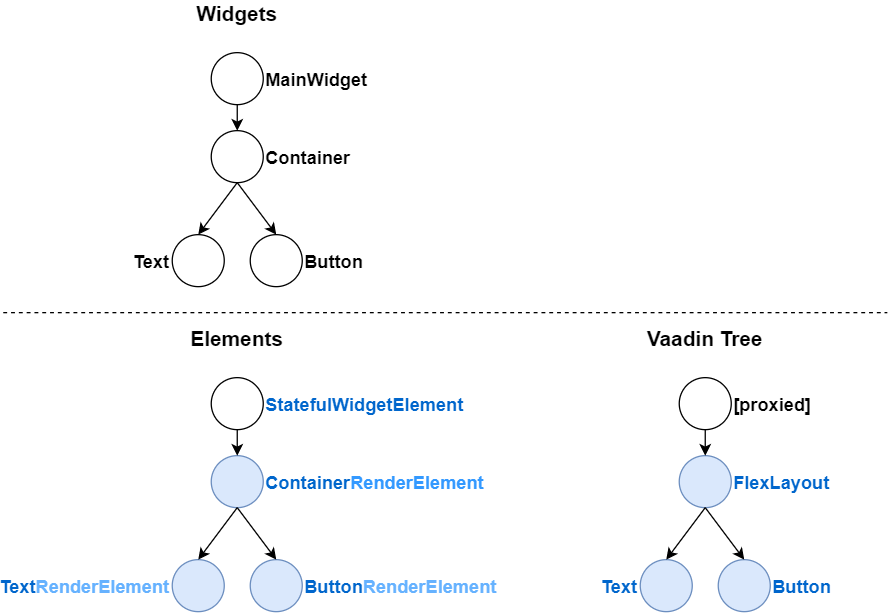 Widgets
MainWidget
Container
Text
Button
Elements
Vaadin Tree
StatefulWidgetElement
[proxied]
ContainerRenderElement
FlexLayout
TextRenderElement
ButtonRenderElement
Text
Button